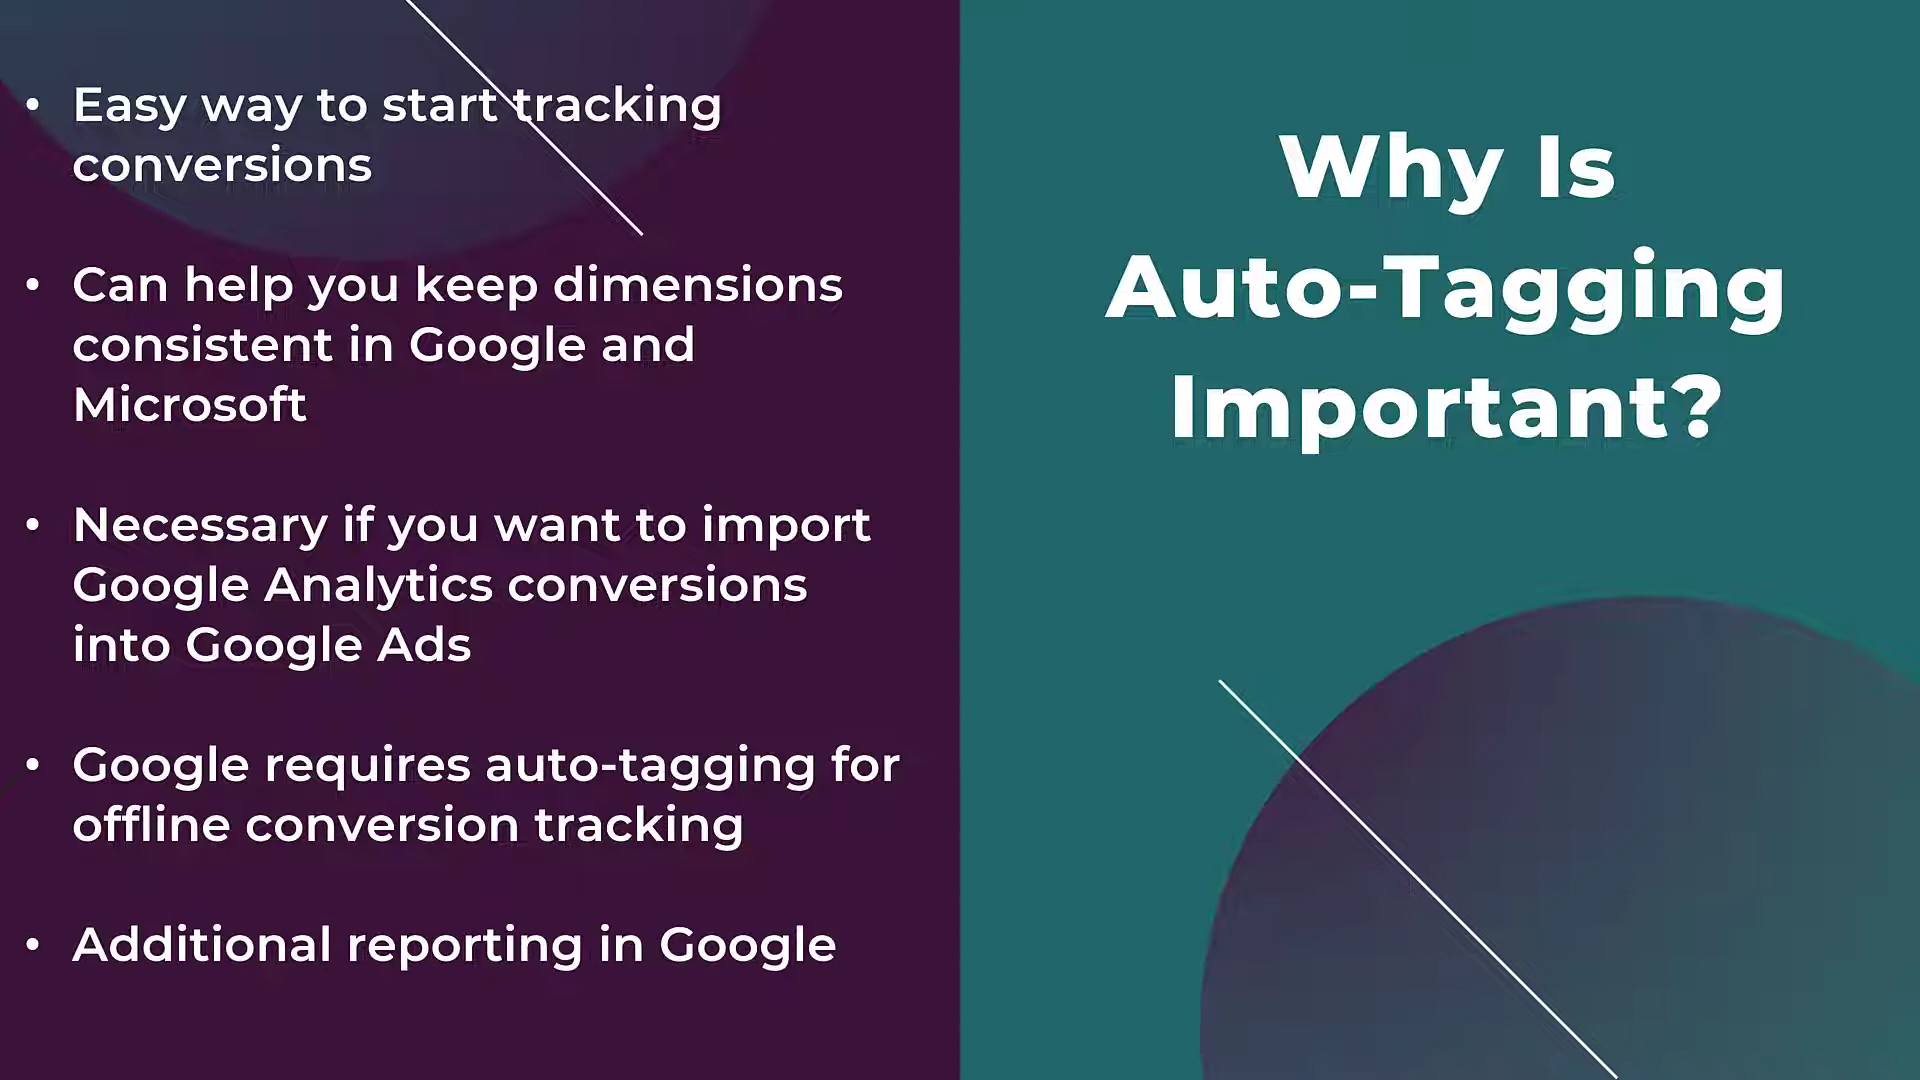 • Easy way to start tracking
conversions
• Can help you keep dimensions
consistent in Google and
Microsoft
• Necessary if you want to import
Google Analytics conversions
into Google Ads
• Google requires auto-tagging for
offline conversion tracking
• Additional reporting in Google
Why Is
Auto-Tagging
Important?